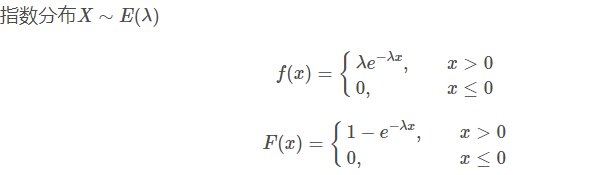 指数分布X ∼ E(λ)
f(x) = { λe^{−λx}, x > 0
0, x ≤ 0
F(x) = { 1 − e^{−λx}, x > 0
0, x ≤ 0